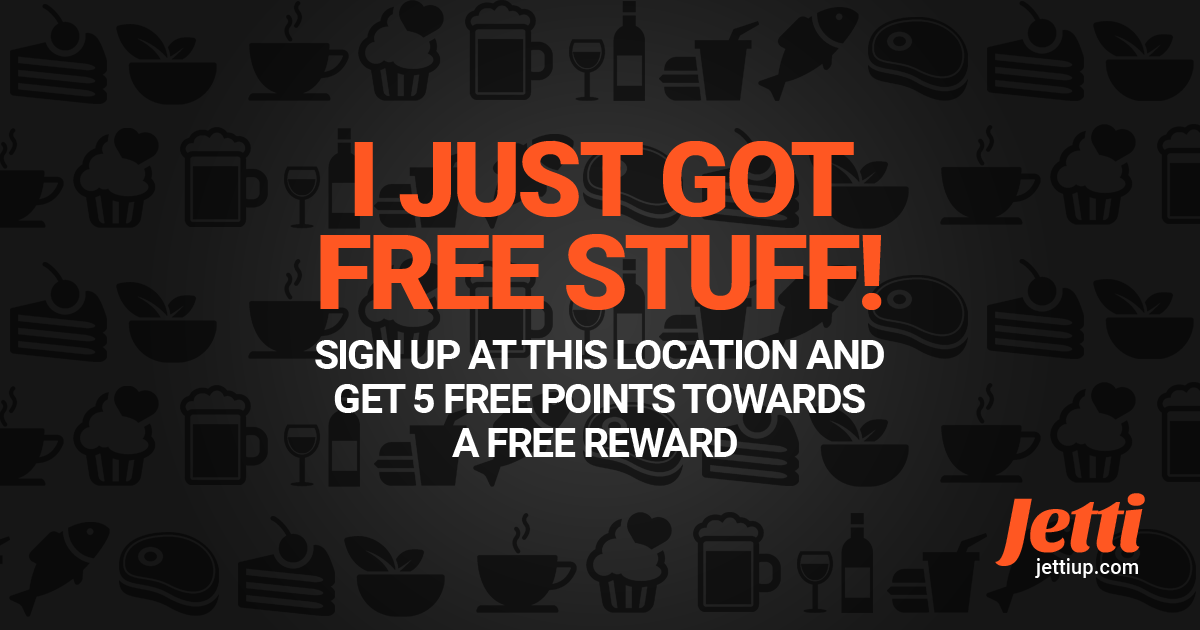 I JUST GOT
FREE STUFF!
SIGN UP AT THIS LOCATION AND
GET 5 FREE POINTS TOWARDS
A FREE REWARD
Jetti
jettiup.com